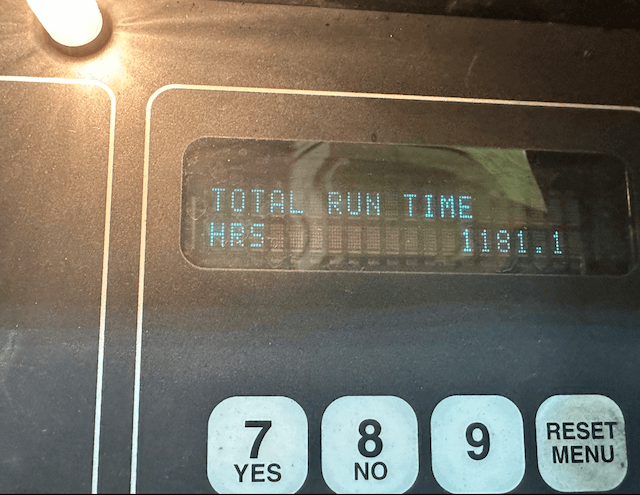 TOTAL RUN TIME
HRS 1181.1
7 8 9 RESET
YES NO MENU